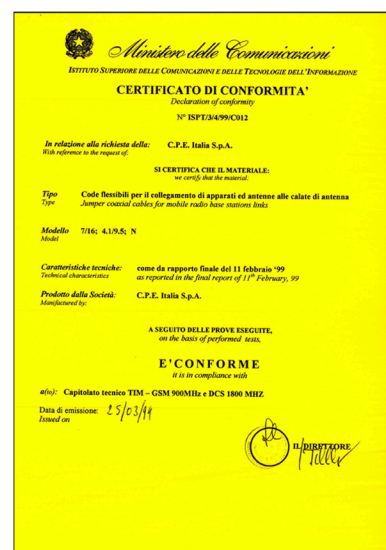 Ministero delle Comunicazioni
ISTITUTO SUPERIORE DELLE COMUNICAZIONI E DELLE TECNOLOGIE DELL'INFORMAZIONE
CERTIFICATO DI CONFORMITA'
Declaration of conformity
N° ISPT/3/4/99/C012
In relazione alla richiesta della: C.P.E. Italia S.p.A.
With reference to the request of:
SI CERTIFICA CHE IL MATERIALE:
we certify that the material:
Tipo Code flessibili per il collegamento di apparati ed antenne alle calate di antenna
Type Jumper coaxial cables for mobile radio base stations links
Modello 7/16; 4.1/9.5; N
Model
Caratteristiche tecniche: come da rapporto finale del 11 febbraio '99
Technical characteristics as reported in the final report of 11th February, 99
Prodotto dalla Società: C.P.E. Italia S.p.A.
Manufactured by:
A SEGUITO DELLE PROVE ESEGUITE,
on the basis of performed tests,
E'CONFORME
it is in compliance with
a(to): Capitolato tecnico TIM – GSM 900MHz e DCS 1800 MHZ
Data di emissione: 25/03/99
Issued on
IL DIRETTORE